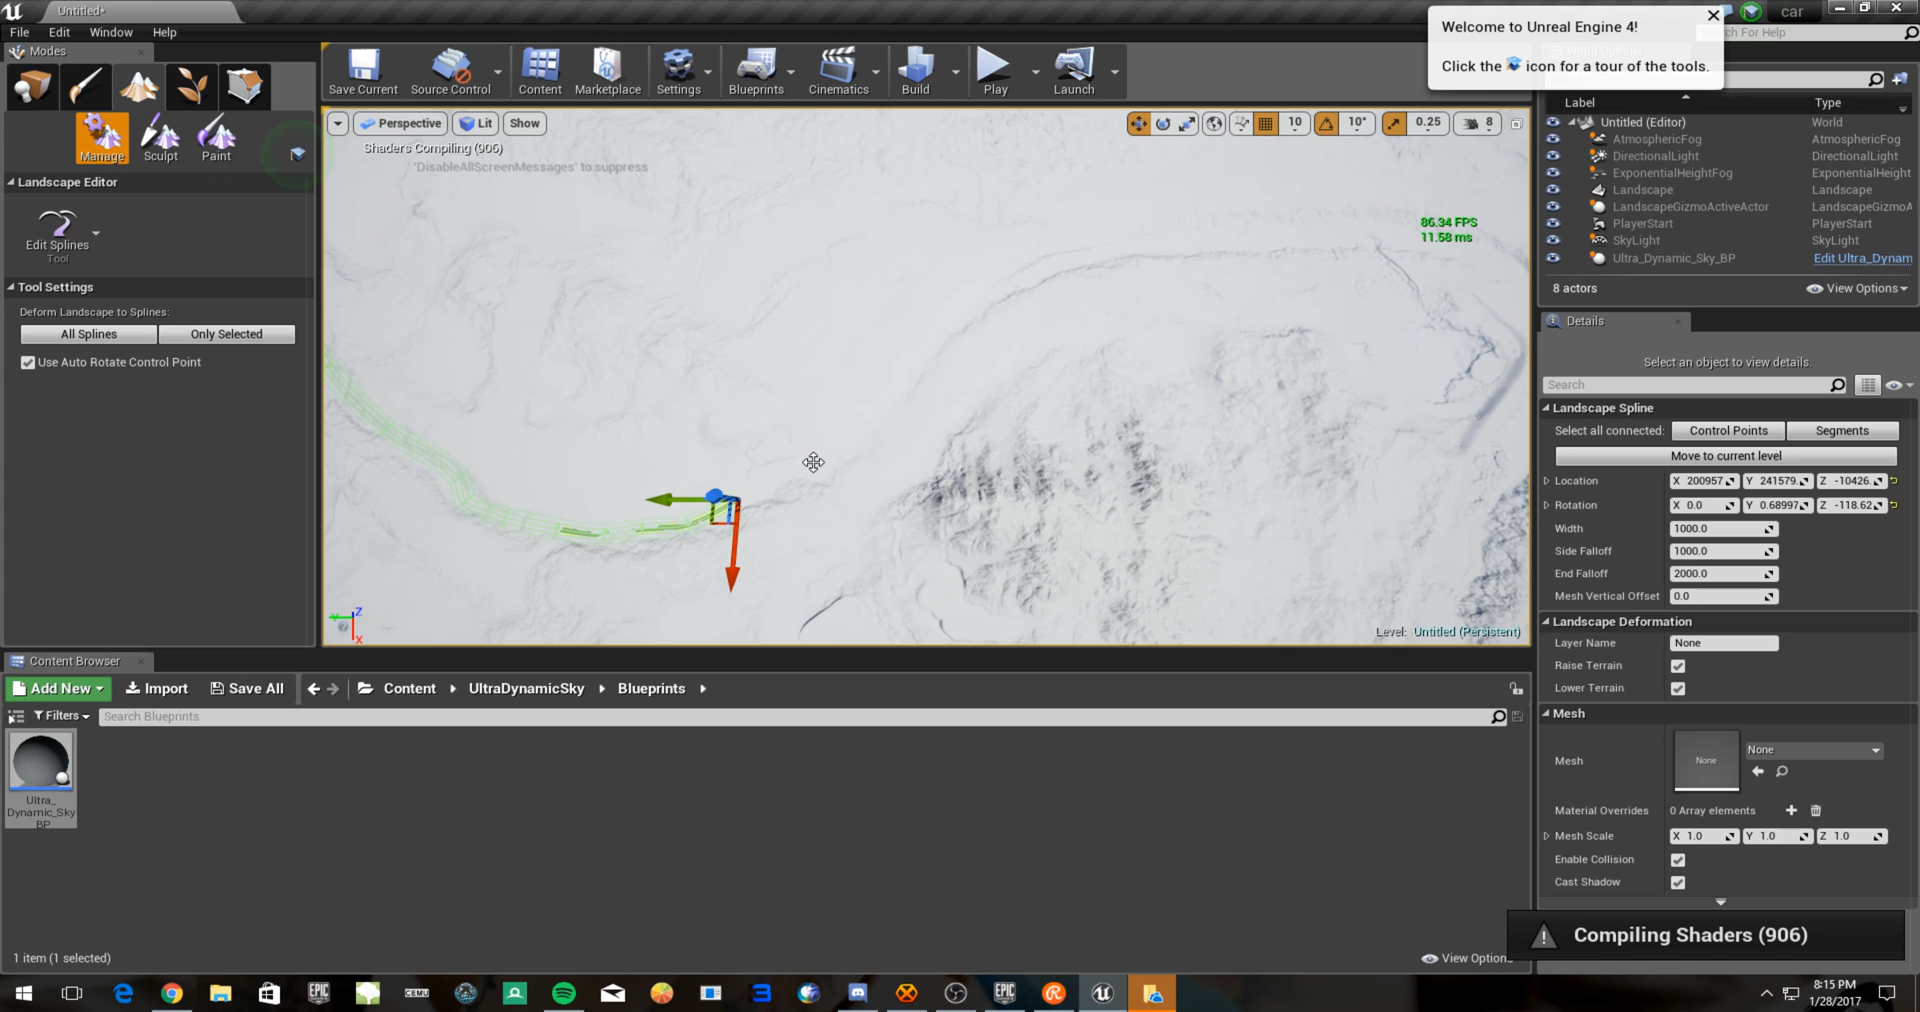 Untitled*
car
File Edit Window Help
Search For Help
Welcome to Unreal Engine 4!
Click the icon for a tour of the tools.
Modes
Save Current Source Control Content Marketplace Settings Blueprints Cinematics Build Play Launch
Manage Sculpt Paint
Landscape Editor
Edit Splines
Tool
Tool Settings
Deform Landscape to Splines:
All Splines Only Selected
Use Auto Rotate Control Point
Perspective Lit Show
10 10° 0.25 8
Shaders Compiling (906)
'DisableAllScreenMessages' to suppress
86.34 FPS
11.58 ms
Z
X
Level: Untitled (Persistent)
Label Type
Untitled (Editor) World
AtmosphericFog AtmosphericFog
DirectionalLight DirectionalLight
ExponentialHeightFog ExponentialHeight
Landscape Landscape
LandscapeGizmoActiveActor LandscapeGizmoA
PlayerStart PlayerStart
SkyLight SkyLight
Ultra_Dynamic_Sky_BP Edit Ultra_Dynam
8 actors View Options
Details
Select an object to view details.
Search
Landscape Spline
Select all connected: Control Points Segments
Move to current level
Location X 200957. Y 241579. Z -10426.
Rotation X 0.0 Y 0.68997 Z -118.62
Width 1000.0
Side Falloff 1000.0
End Falloff 2000.0
Mesh Vertical Offset 0.0
Landscape Deformation
Layer Name None
Raise Terrain
Lower Terrain
Mesh
Mesh None None
Material Overrides 0 Array elements
Mesh Scale X 1.0 Y 1.0 Z 1.0
Enable Collision
Cast Shadow
Compiling Shaders (906)
Content Browser
Add New Import Save All Content UltraDynamicSky Blueprints
Filters Search Blueprints
Ultra_
Dynamic_Sky
BP
1 item (1 selected) View Option
EPIC GAMES CEMU EPIC GAMES
8:15 PM
1/28/2017